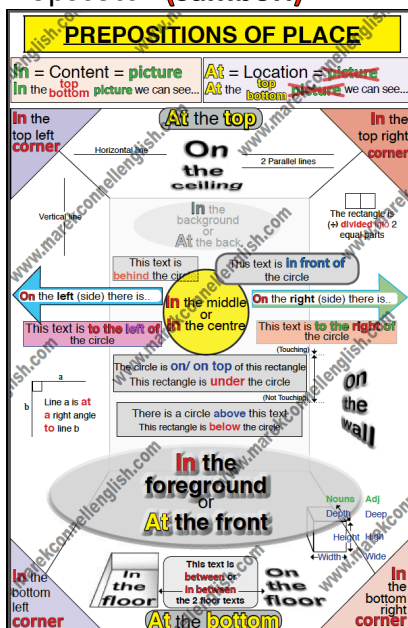 PREPOSITIONS OF PLACE
In = Content = picture
In the top bottom picture we can see...
At = Location = picture
At the top bottom picture we can see...
In the
top left
corner
At the top
In the
top right
corner
Horizontal line
On
the
ceiling
2 Parallel lines
Vertical line
In the
background
or
At the back
The rectangle is
(÷) divided into 2
equal parts
This text is
behind the circle
This text is in front of
the circle
On the left (side) there is..
In the middle
or
in the centre
On the right (side) there is..
This text is to the left of
the circle
This text is to the right of
the circle
(Touching)
The circle is on/ on top of this rectangle
This rectangle is under the circle
(Not Touching)
On
the
wall
a
b
Line a is at
a right angle
to line b
There is a circle above this text
This rectangle is below the circle
In the
foreground
or
At the front
Nouns Adj
Depth Deep
Height High
Width Wide
In the
bottom
left
corner
In
the
floor
This text is
between or
in between
the 2 floor texts
On
the
floor
In
the
bottom
right
corner
At the bottom
www.marekconnellenglish.com